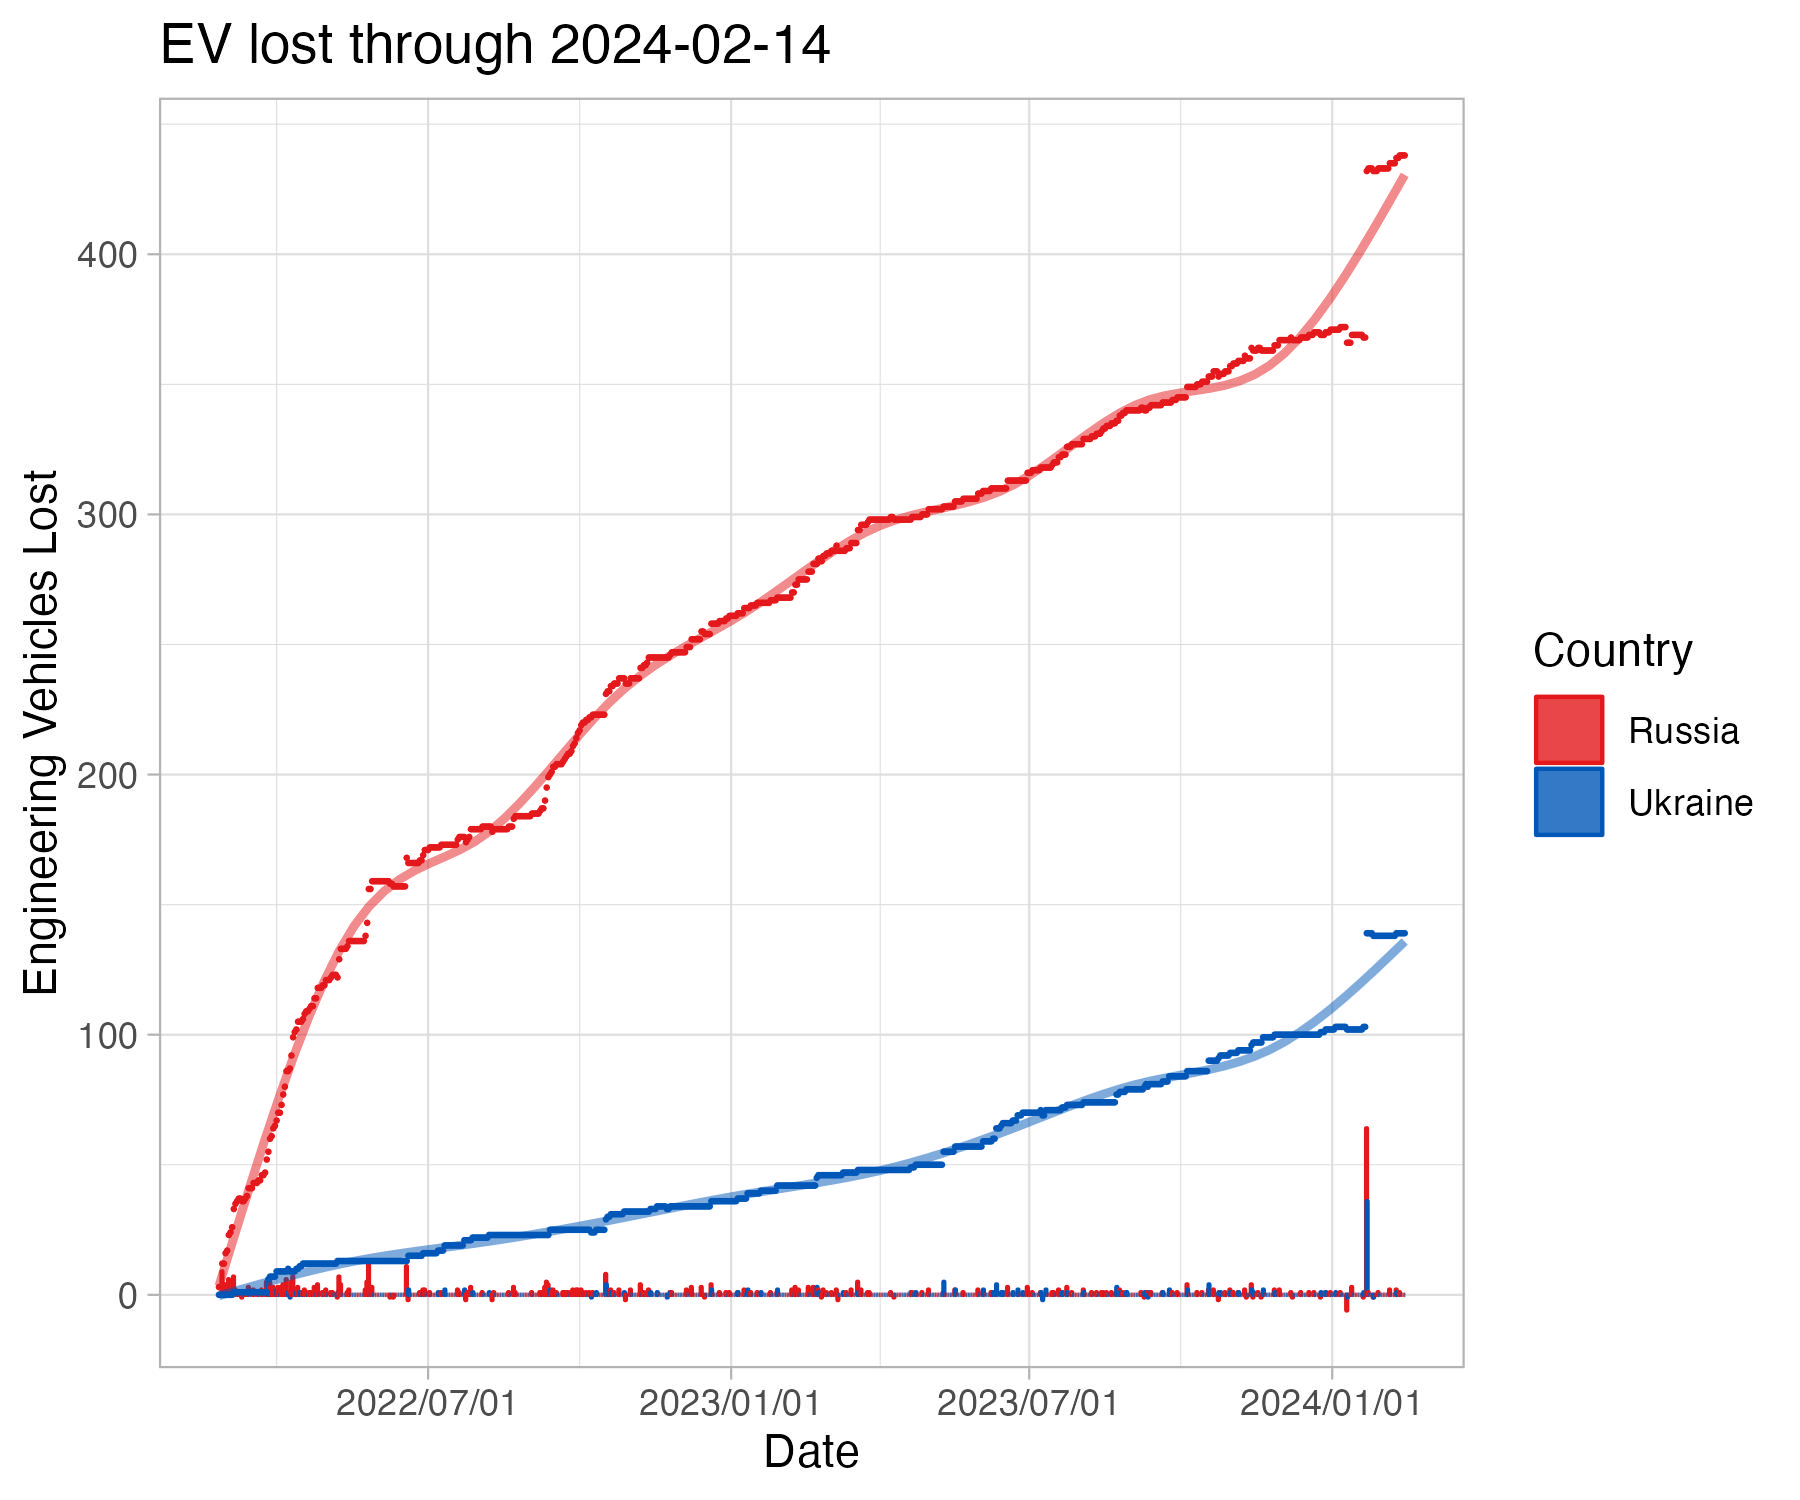 EV lost through 2024-02-14
Engineering Vehicles Lost
400
300
200
100
0
2022/07/01
2023/01/01
2023/07/01
2024/01/01
Date
Country
Russia
Ukraine